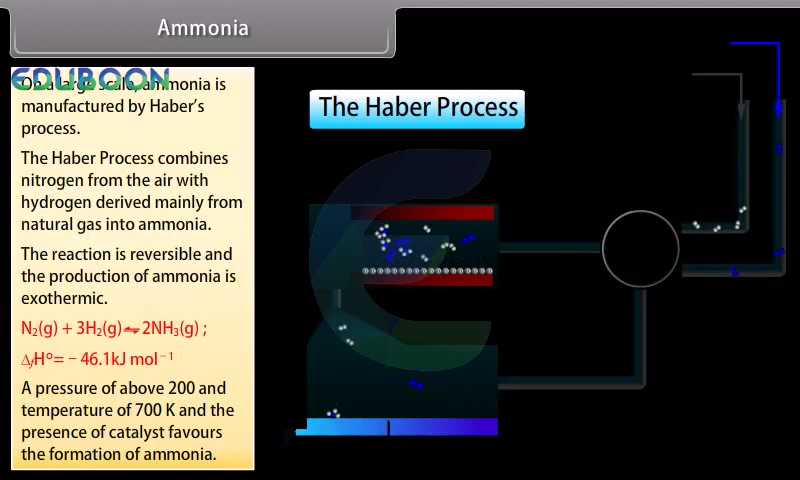 Ammonia
EDUBOON
On a large scale, ammonia is
manufactured by Haber's
process.
The Haber Process combines
nitrogen from the air with
hydrogen derived mainly from
natural gas into ammonia.
The reaction is reversible and
the production of ammonia is
exothermic.
N₂(g) + 3H₂(g)⇌2NH₃(g) ;
ΔfH°= − 46.1kJ mol⁻¹
A pressure of above 200 and
temperature of 700 K and the
presence of catalyst favours
the formation of ammonia.
The Haber Process